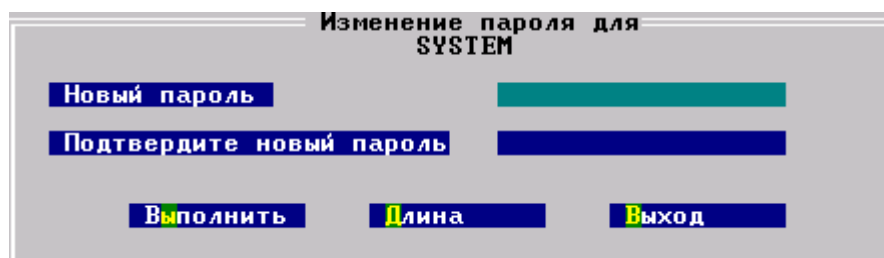 Изменение пароля для
SYSTEM
Новый пароль
Подтвердите новый пароль
Выполнить Длина Выход